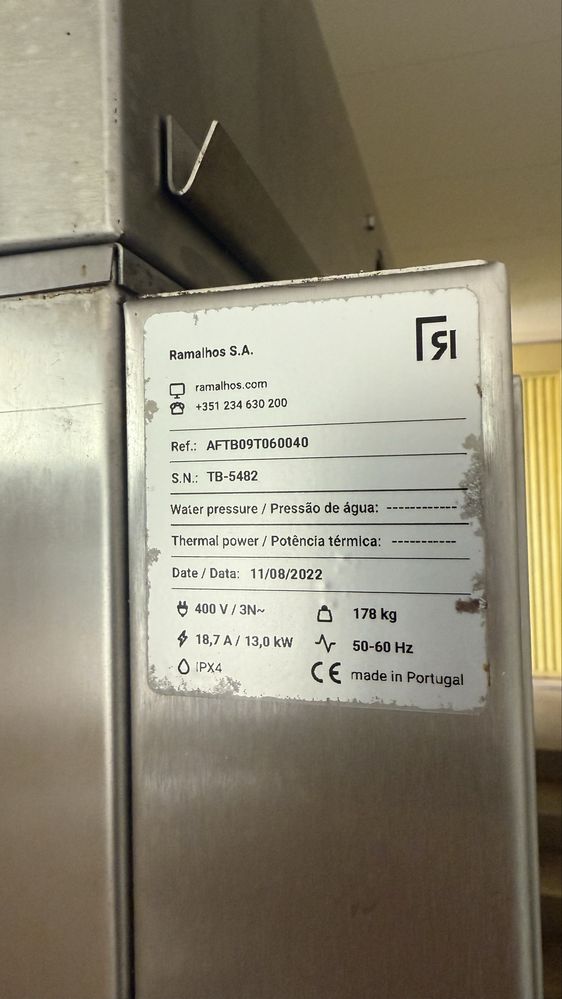 Ramalhos S.A.
ramalhos.com
+351 234 630 200
Ref.: AFTB09T060040
S.N.: TB-5482
Water pressure / Pressão de água: ------------
Thermal power / Potência térmica: -----------
Date / Data: 11/08/2022
400 V / 3N~ 178 kg
18,7 A / 13,0 kW 50-60 Hz
IPX4 CE made in Portugal